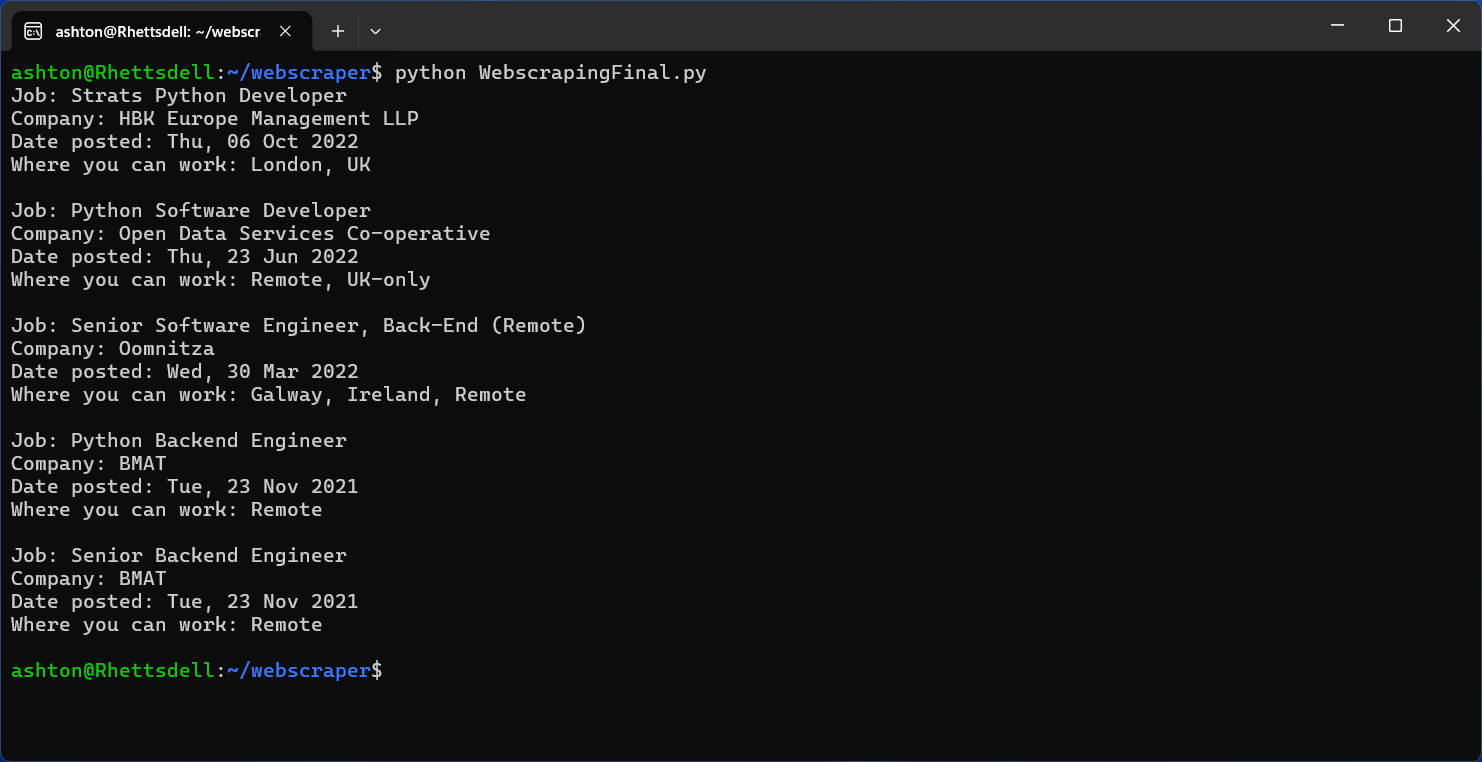 ashton@Rhettsdell: ~/webscr
ashton@Rhettsdell:~/webscraper$ python WebscrapingFinal.py
Job: Strats Python Developer
Company: HBK Europe Management LLP
Date posted: Thu, 06 Oct 2022
Where you can work: London, UK

Job: Python Software Developer
Company: Open Data Services Co-operative
Date posted: Thu, 23 Jun 2022
Where you can work: Remote, UK-only

Job: Senior Software Engineer, Back-End (Remote)
Company: Oomnitza
Date posted: Wed, 30 Mar 2022
Where you can work: Galway, Ireland, Remote

Job: Python Backend Engineer
Company: BMAT
Date posted: Tue, 23 Nov 2021
Where you can work: Remote

Job: Senior Backend Engineer
Company: BMAT
Date posted: Tue, 23 Nov 2021
Where you can work: Remote

ashton@Rhettsdell:~/webscraper$